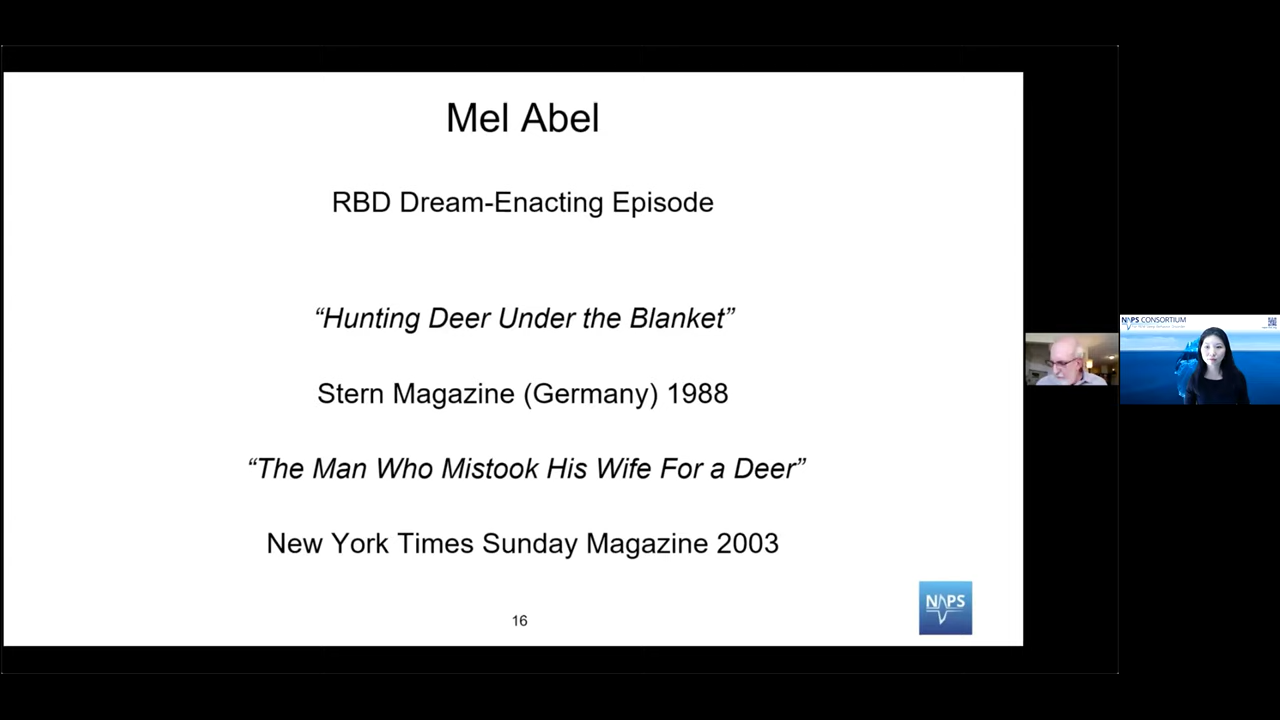 Mel Abel
RBD Dream-Enacting Episode
“Hunting Deer Under the Blanket”
Stern Magazine (Germany) 1988
“The Man Who Mistook His Wife For a Deer”
New York Times Sunday Magazine 2003
16
NAPS
NAPS CONSORTIUM